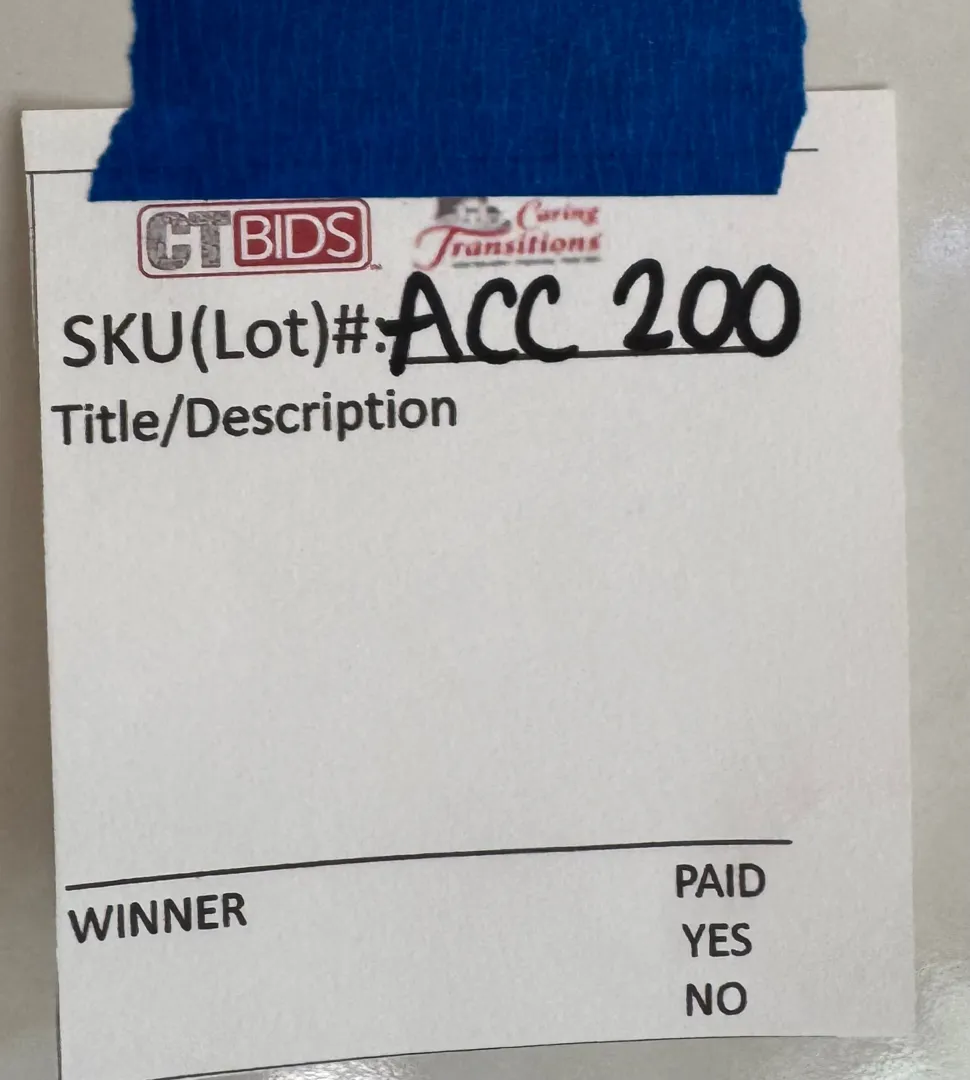 CTBIDS Caring
Transitions
SKU(Lot)#: ACC 200
Title/Description
WINNER PAID
YES
NO